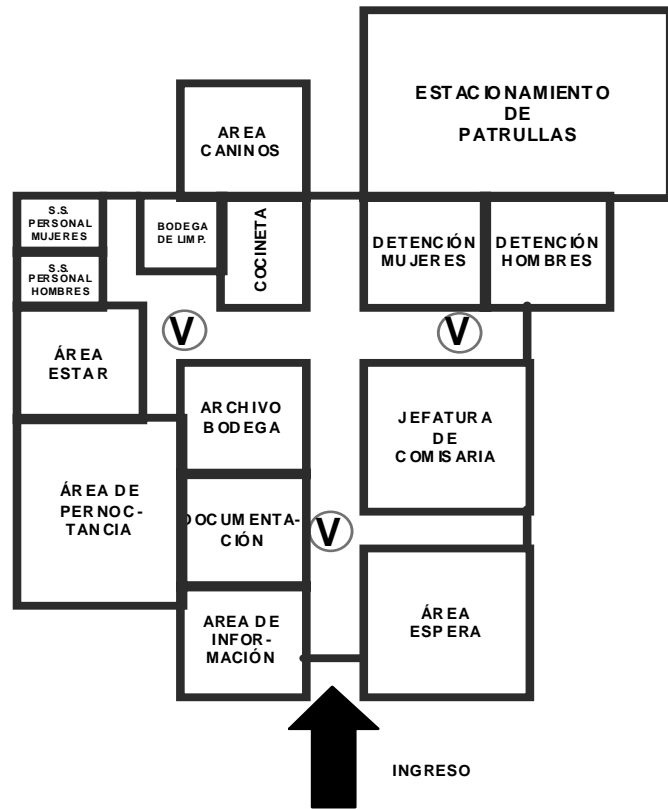 ESTACIONAMIENTO
DE
PATRULLAS
AREA
CANINOS
S.S.
PERSONAL
MUJERES
BODEGA
DE LIMP.
COCINETA
DETENCIÓN
MUJERES
DETENCIÓN
HOMBRES
S.S.
PERSONAL
HOMBRES
V
V
ÁREA
ESTAR
ARCHIVO
BODEGA
JEFATURA
DE
COMISARIA
ÁREA DE
PERNOC-
TANCIA
DOCUMENTA-
CIÓN
V
AREA DE
INFOR-
MACIÓN
ÁREA
ESPERA
INGRESO